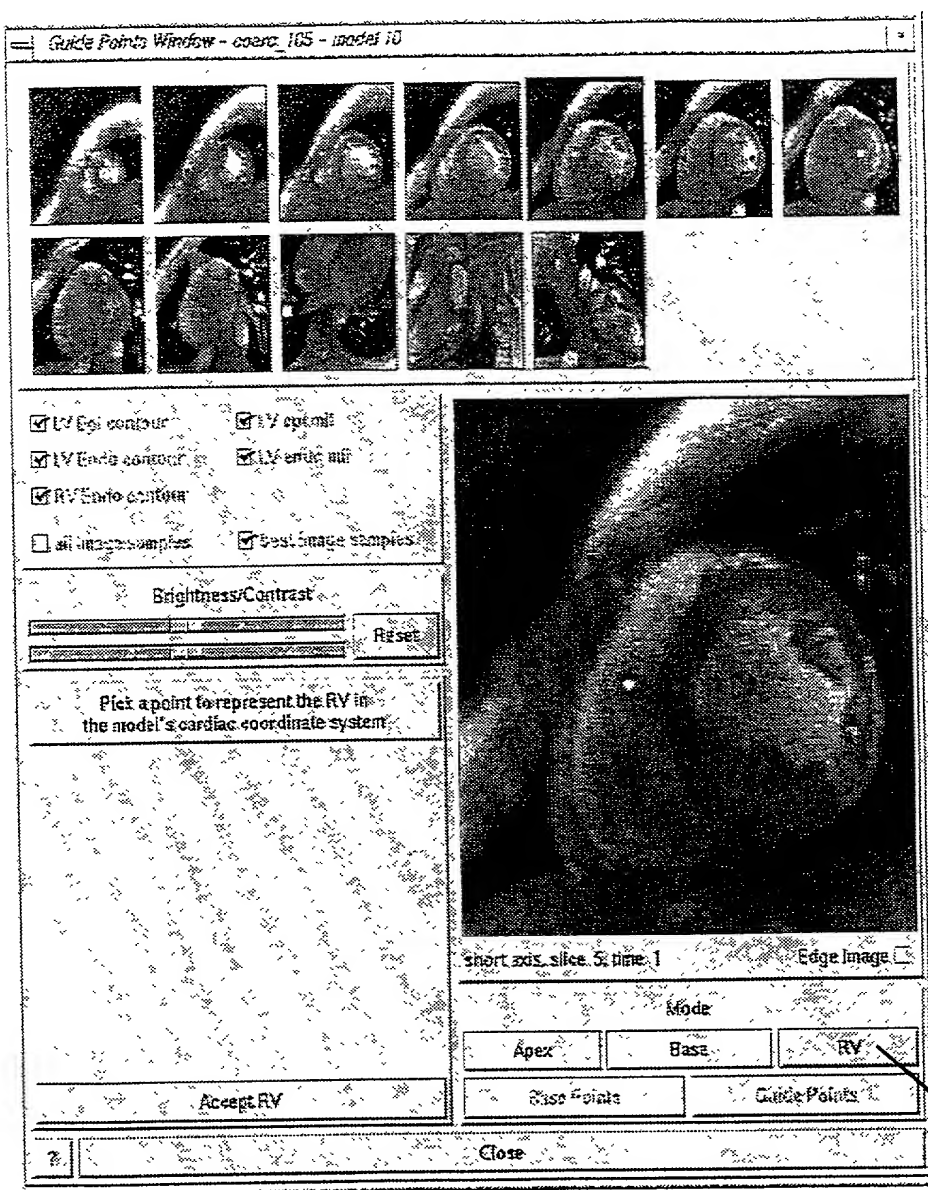 Guide Points Window - coarc_105 - model 10
LV Epi contour
LV epi mii
LV Endo contour
LV endo mii
RV Endo contour
all image samples
best image samples
Brightness/Contrast
Reset
Pick a point to represent the RV in
the model's cardiac coordinate system
short axis, slice 5, time 1
Edge Image
Mode
Apex
Base
RV
Accept RV
Base Points
Guide Points
?
Close